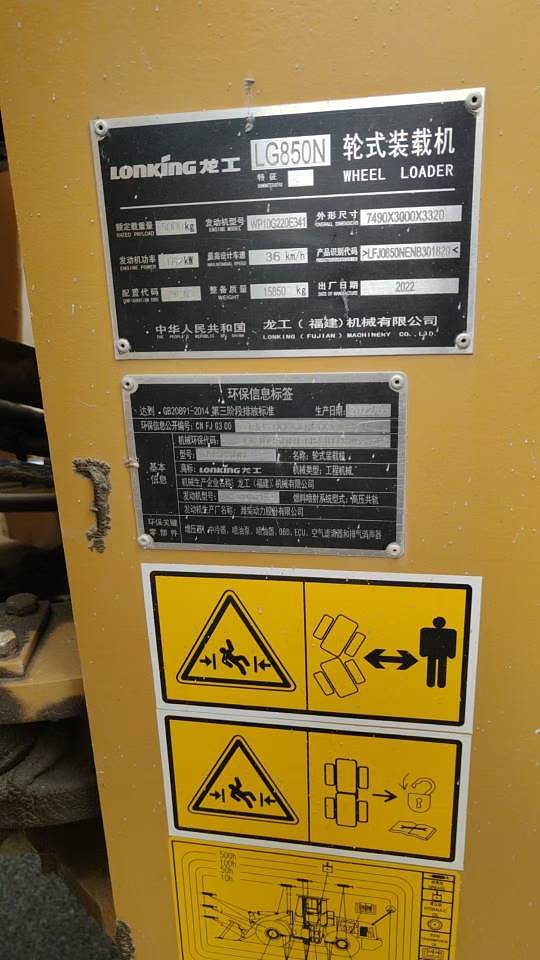 LONKING 龙工 LG850N 轮式装载机
特征 WHEEL LOADER
额定载重量 kg 发动机型号 WP10G220E341 外形尺寸 7490X3000X3320
RATED PAYLOAD ENGINE MODEL
发动机功率 kW 最高设计车速 36 km/h 产品识别代码 >LFJ0850NENB301820<
ENGINE POWER
配置代码 整备质量 kg 出厂日期 2022
WEIGHT DATE OF MANUFACTURE
中华人民共和国 龙工（福建）机械有限公司
THE PEOPLE'S REPUBLIC OF CHINA LONKING (FUJIAN) MACHINERY CO., LTD.
环保信息标签
达到 GB20891-2014 第三阶段排放标准 生产日期:
环保信息公开编号: CN FJ G3 00
机械环保代码:
型号: 名称: 轮式装载机
基本信息 商标: LONKING 龙工 机械类型: 工程机械
机械生产企业名称: 龙工（福建）机械有限公司
发动机型号: 燃料喷射系统型式: 高压共轨
发动机生产厂名称: 潍柴动力股份有限公司
环保关键零部件 增压器、中冷器、喷油泵、喷油器、OBD、ECU、空气滤清器和排气消声器
500h
100h
50h
10h